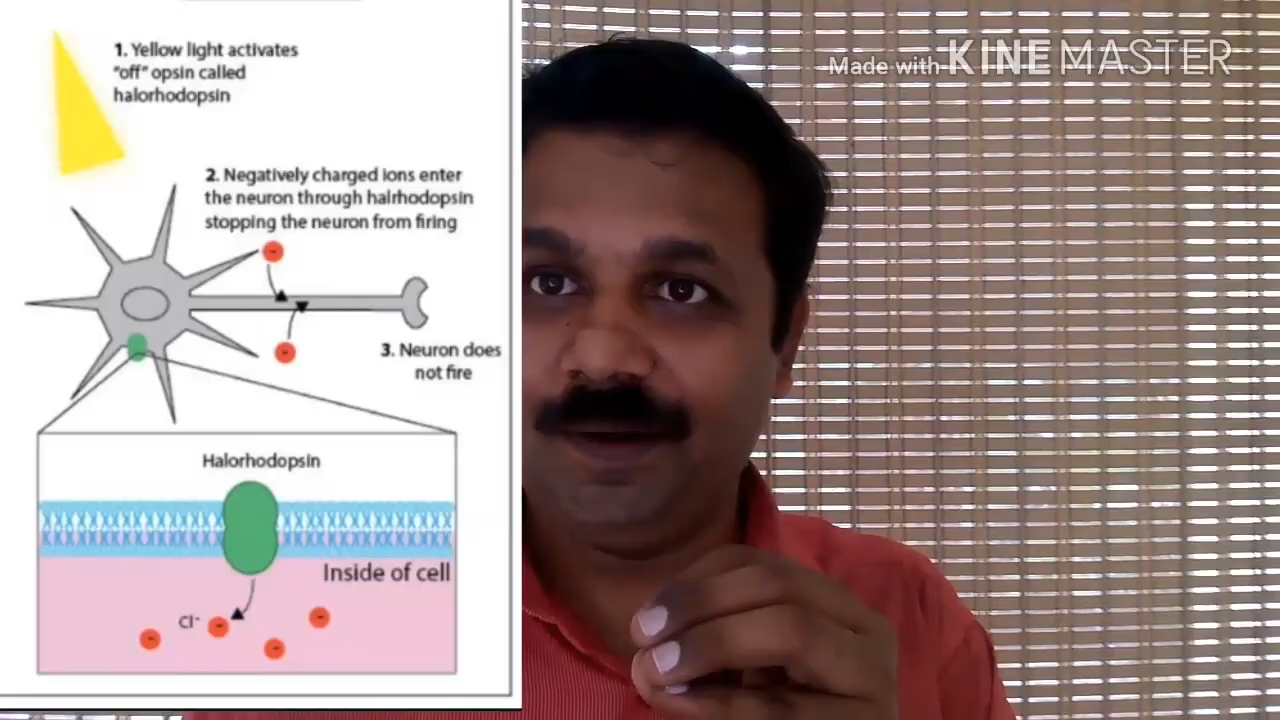 1. Yellow light activates
"off" opsin called
halorhodopsin
2. Negatively charged ions enter
the neuron through halrhodopsin
stopping the neuron from firing
3. Neuron does
not fire
Halorhodopsin
Inside of cell
Cl-
Made with KINEMASTER